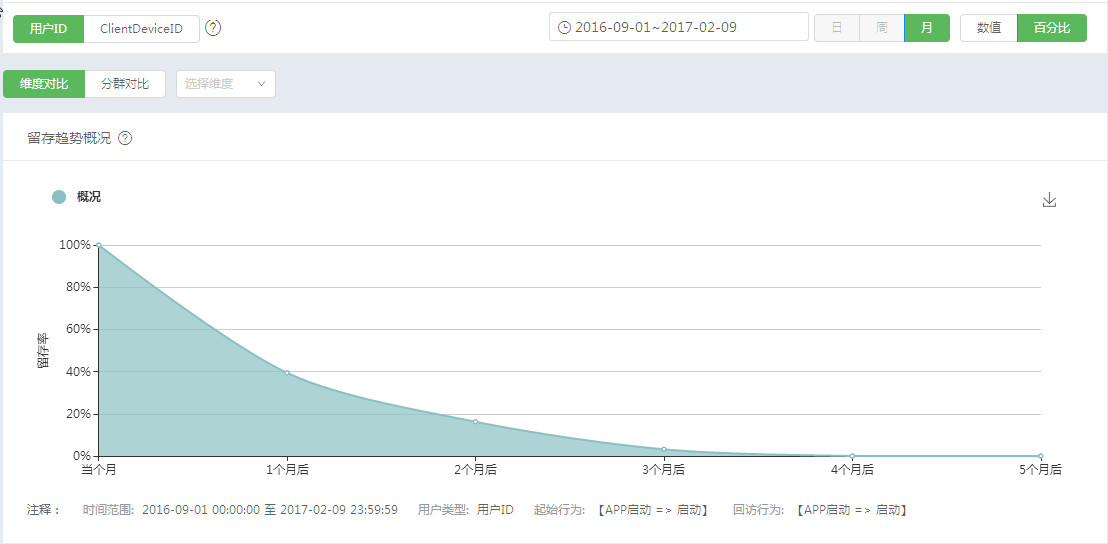 用户ID ClientDeviceID ? 2016-09-01~2017-02-09 日 周 月 数值 百分比
维度对比 分群对比 选择维度
留存趋势概况 ?
概况
100%
80%
60%
40%
20%
0%
留存率
当个月 1个月后 2个月后 3个月后 4个月后 5个月后
注释： 时间范围: 2016-09-01 00:00:00 至 2017-02-09 23:59:59 用户类型: 用户ID 起始行为: 【APP启动 => 启动】 回访行为: 【APP启动 => 启动】